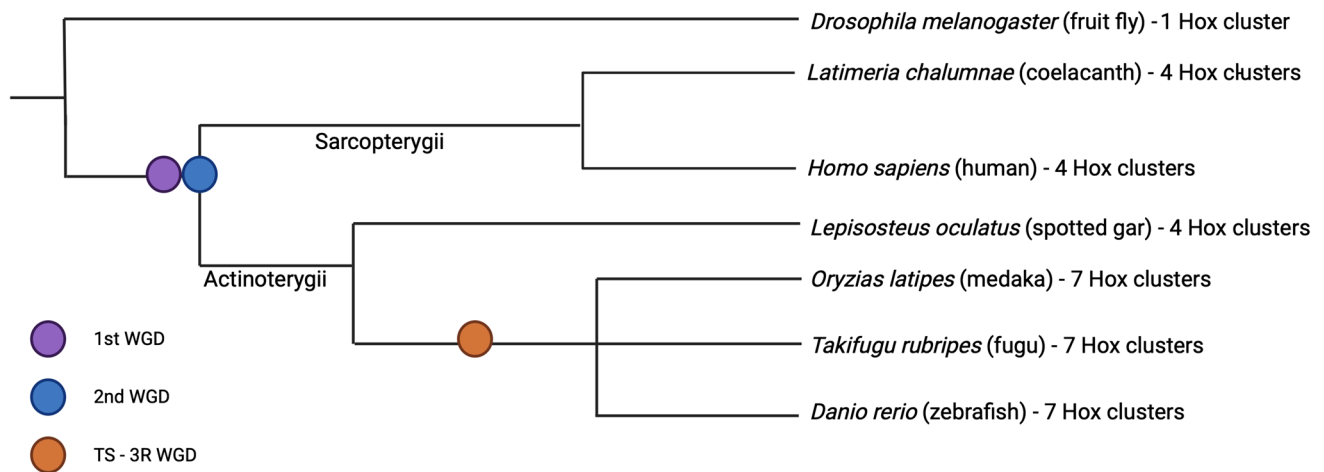 Drosophila melanogaster (fruit fly) -1 Hox cluster
Latimeria chalumnae (coelacanth) - 4 Hox clusters
Sarcopterygii
Homo sapiens (human) - 4 Hox clusters
Lepisosteus oculatus (spotted gar) - 4 Hox clusters
Actinoterygii
Oryzias latipes (medaka) - 7 Hox clusters
Takifugu rubripes (fugu) - 7 Hox clusters
Danio rerio (zebrafish) - 7 Hox clusters
1st WGD
2nd WGD
TS - 3R WGD